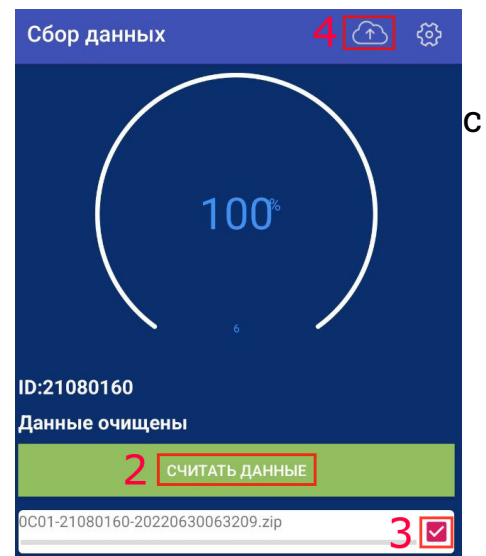 Сбор данных 4
с
100%
6
ID:21080160
Данные очищены
2 СЧИТАТЬ ДАННЫЕ
0C01-21080160-20220630063209.zip
3